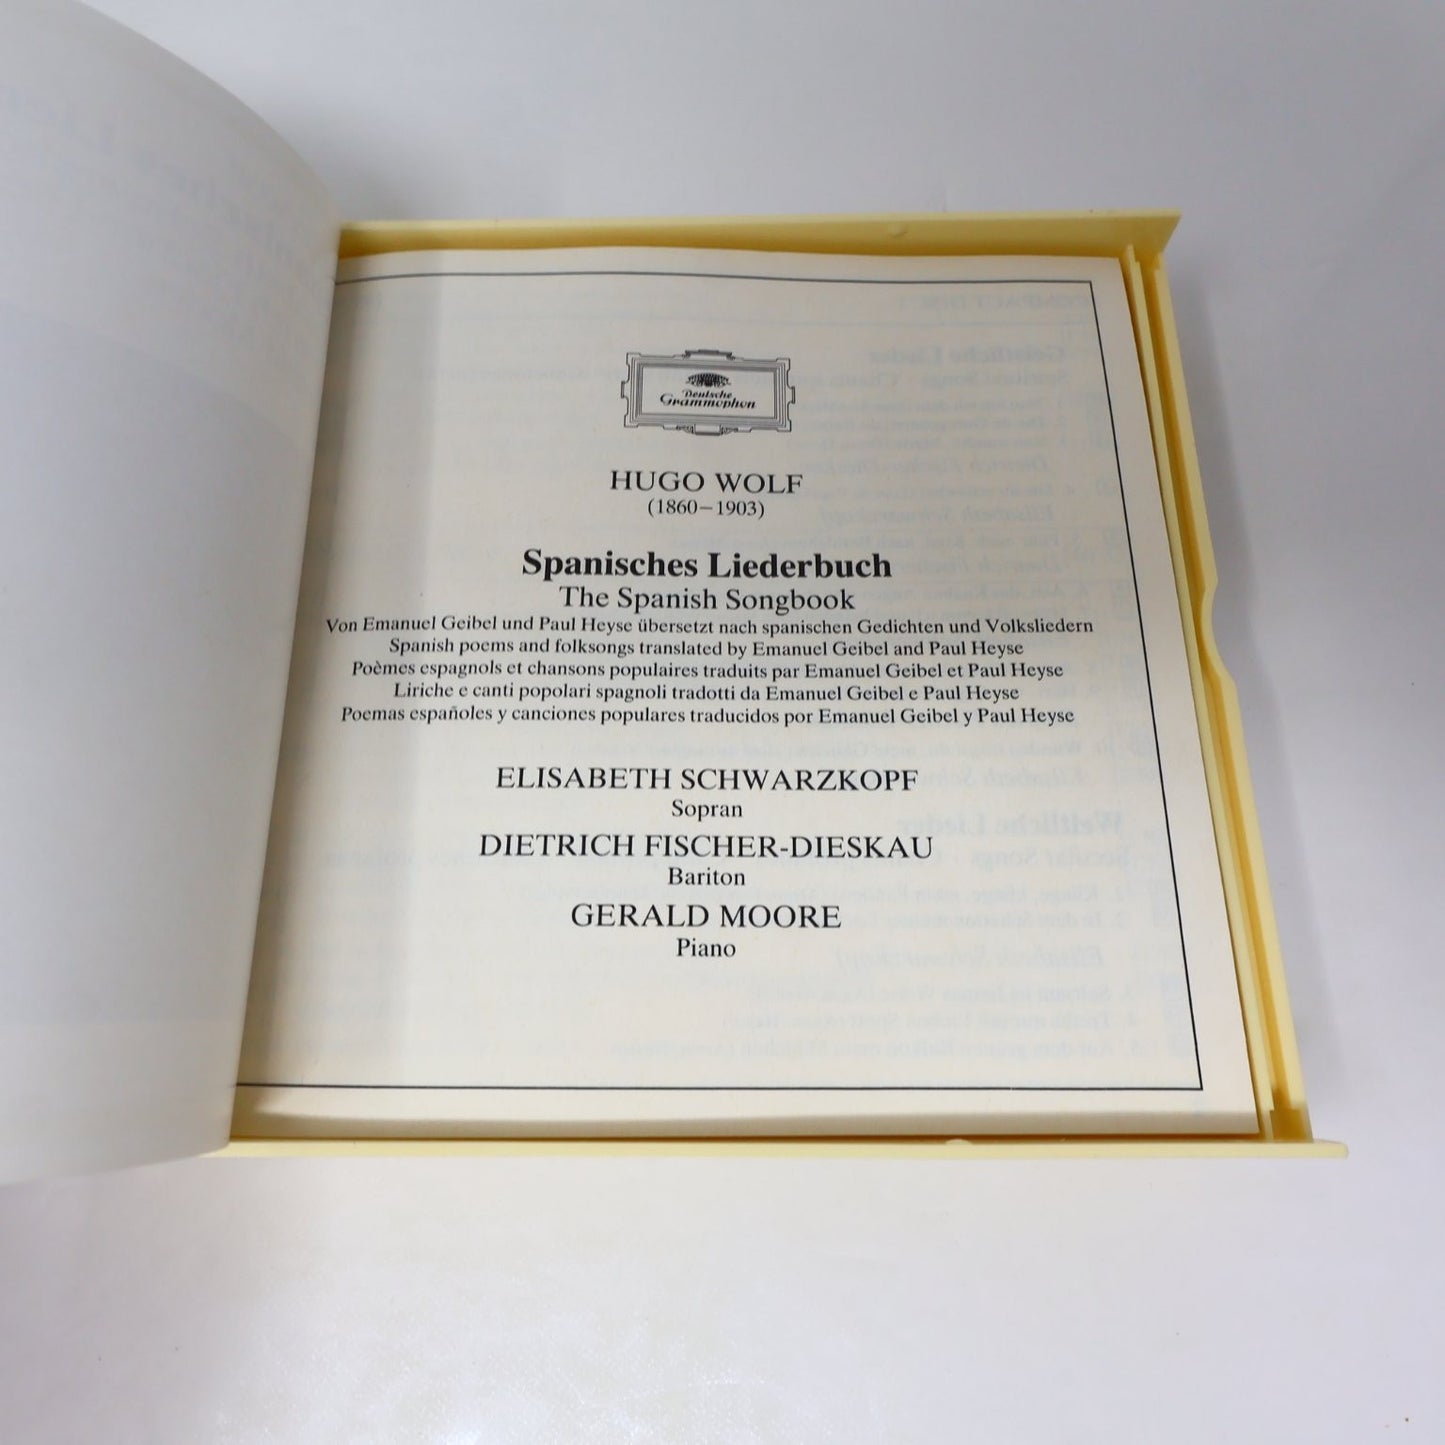 Deutsche
Grammophon
HUGO WOLF
(1860–1903)
Spanisches Liederbuch
The Spanish Songbook
Von Emanuel Geibel und Paul Heyse übersetzt nach spanischen Gedichten und Volksliedern
Spanish poems and folksongs translated by Emanuel Geibel and Paul Heyse
Poèmes espagnols et chansons populaires traduits par Emanuel Geibel et Paul Heyse
Liriche e canti popolari spagnoli tradotti da Emanuel Geibel e Paul Heyse
Poemas españoles y canciones populares traducidos por Emanuel Geibel y Paul Heyse
ELISABETH SCHWARZKOPF
Sopran
DIETRICH FISCHER-DIESKAU
Bariton
GERALD MOORE
Piano